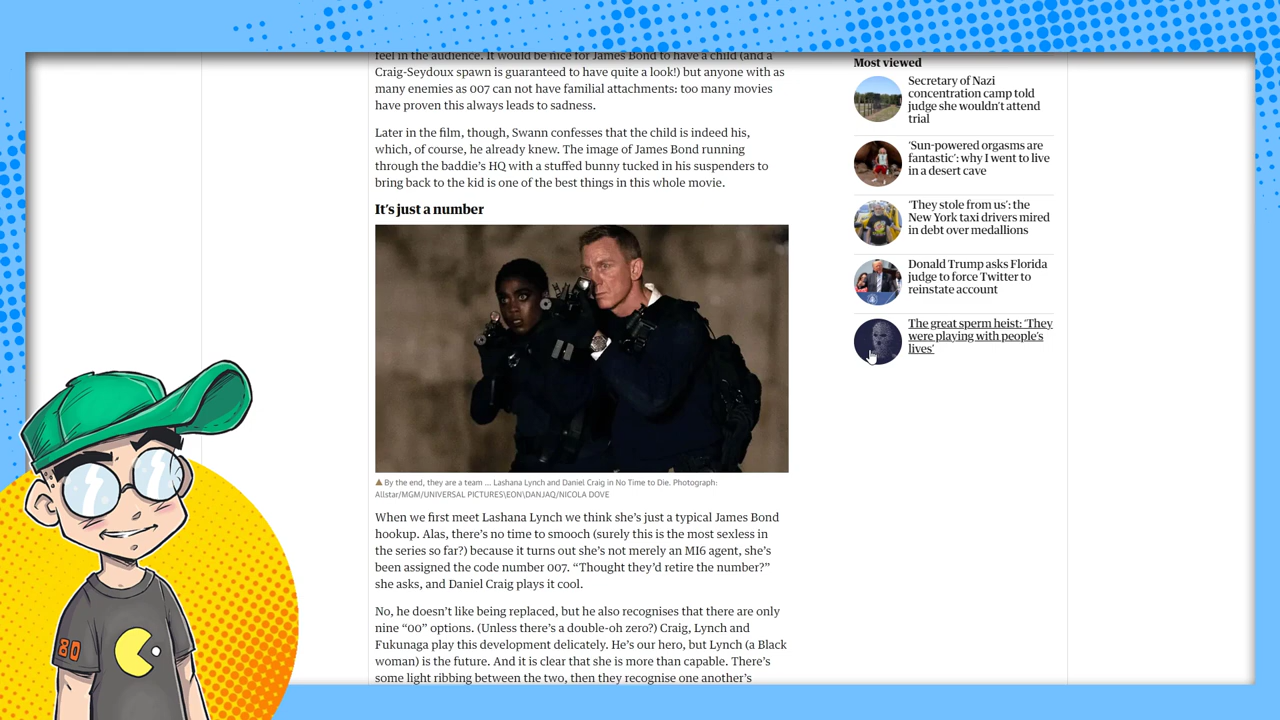 feel in the audience. It would be nice for James Bond to have a child (and a
Craig-Seydoux spawn is guaranteed to have quite a look!) but anyone with as
many enemies as 007 can not have familial attachments: too many movies
have proven this always leads to sadness.
Later in the film, though, Swann confesses that the child is indeed his,
which, of course, he already knew. The image of James Bond running
through the baddie's HQ with a stuffed bunny tucked in his suspenders to
bring back to the kid is one of the best things in this whole movie.
It's just a number
▲ By the end, they are a team … Lashana Lynch and Daniel Craig in No Time to Die. Photograph:
Allstar/MGM/UNIVERSAL PICTURES\EON\DANJAQ/NICOLA DOVE
When we first meet Lashana Lynch we think she's just a typical James Bond
hookup. Alas, there's no time to smooch (surely this is the most sexless in
the series so far?) because it turns out she's not merely an MI6 agent, she's
been assigned the code number 007. “Thought they'd retire the number?”
she asks, and Daniel Craig plays it cool.
No, he doesn't like being replaced, but he also recognises that there are only
nine “00” options. (Unless there's a double-oh zero?) Craig, Lynch and
Fukunaga play this development delicately. He's our hero, but Lynch (a Black
woman) is the future. And it is clear that she is more than capable. There's
some light ribbing between the two, then they recognise one another's
Most viewed
Secretary of Nazi
concentration camp told
judge she wouldn't attend
trial
‘Sun-powered orgasms are
fantastic’: why I went to live
in a desert cave
‘They stole from us’: the
New York taxi drivers mired
in debt over medallions
Donald Trump asks Florida
judge to force Twitter to
reinstate account
The great sperm heist: ‘They
were playing with people's
lives’
80